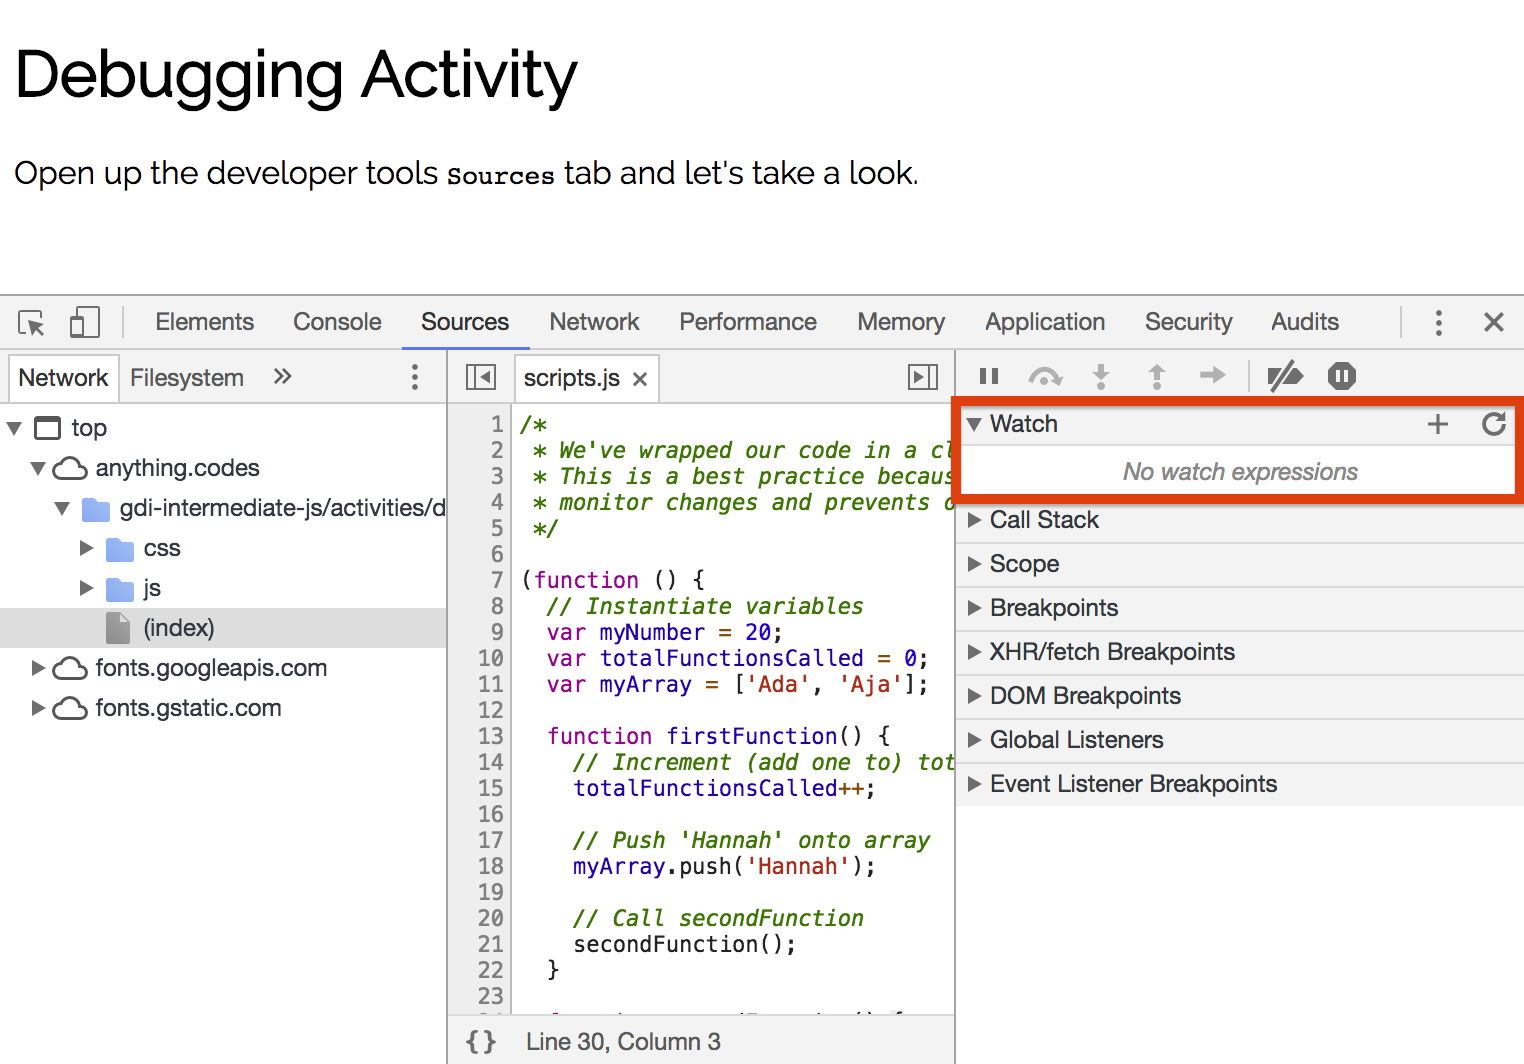 Debugging Activity
Open up the developer tools Sources tab and let's take a look.
Elements Console Sources Network Performance Memory Application Security Audits
Network Filesystem
top
anything.codes
gdi-intermediate-js/activities/d
css
js
(index)
fonts.googleapis.com
fonts.gstatic.com
scripts.js
1 /*
2 * We've wrapped our code in a cl
3 * This is a best practice becaus
4 * monitor changes and prevents o
5 */
6
7 (function () {
8 // Instantiate variables
9 var myNumber = 20;
10 var totalFunctionsCalled = 0;
11 var myArray = ['Ada', 'Aja'];
12
13 function firstFunction() {
14 // Increment (add one to) tot
15 totalFunctionsCalled++;
16
17 // Push 'Hannah' onto array
18 myArray.push('Hannah');
19
20 // Call secondFunction
21 secondFunction();
22 }
23
{} Line 30, Column 3
Watch
No watch expressions
Call Stack
Scope
Breakpoints
XHR/fetch Breakpoints
DOM Breakpoints
Global Listeners
Event Listener Breakpoints